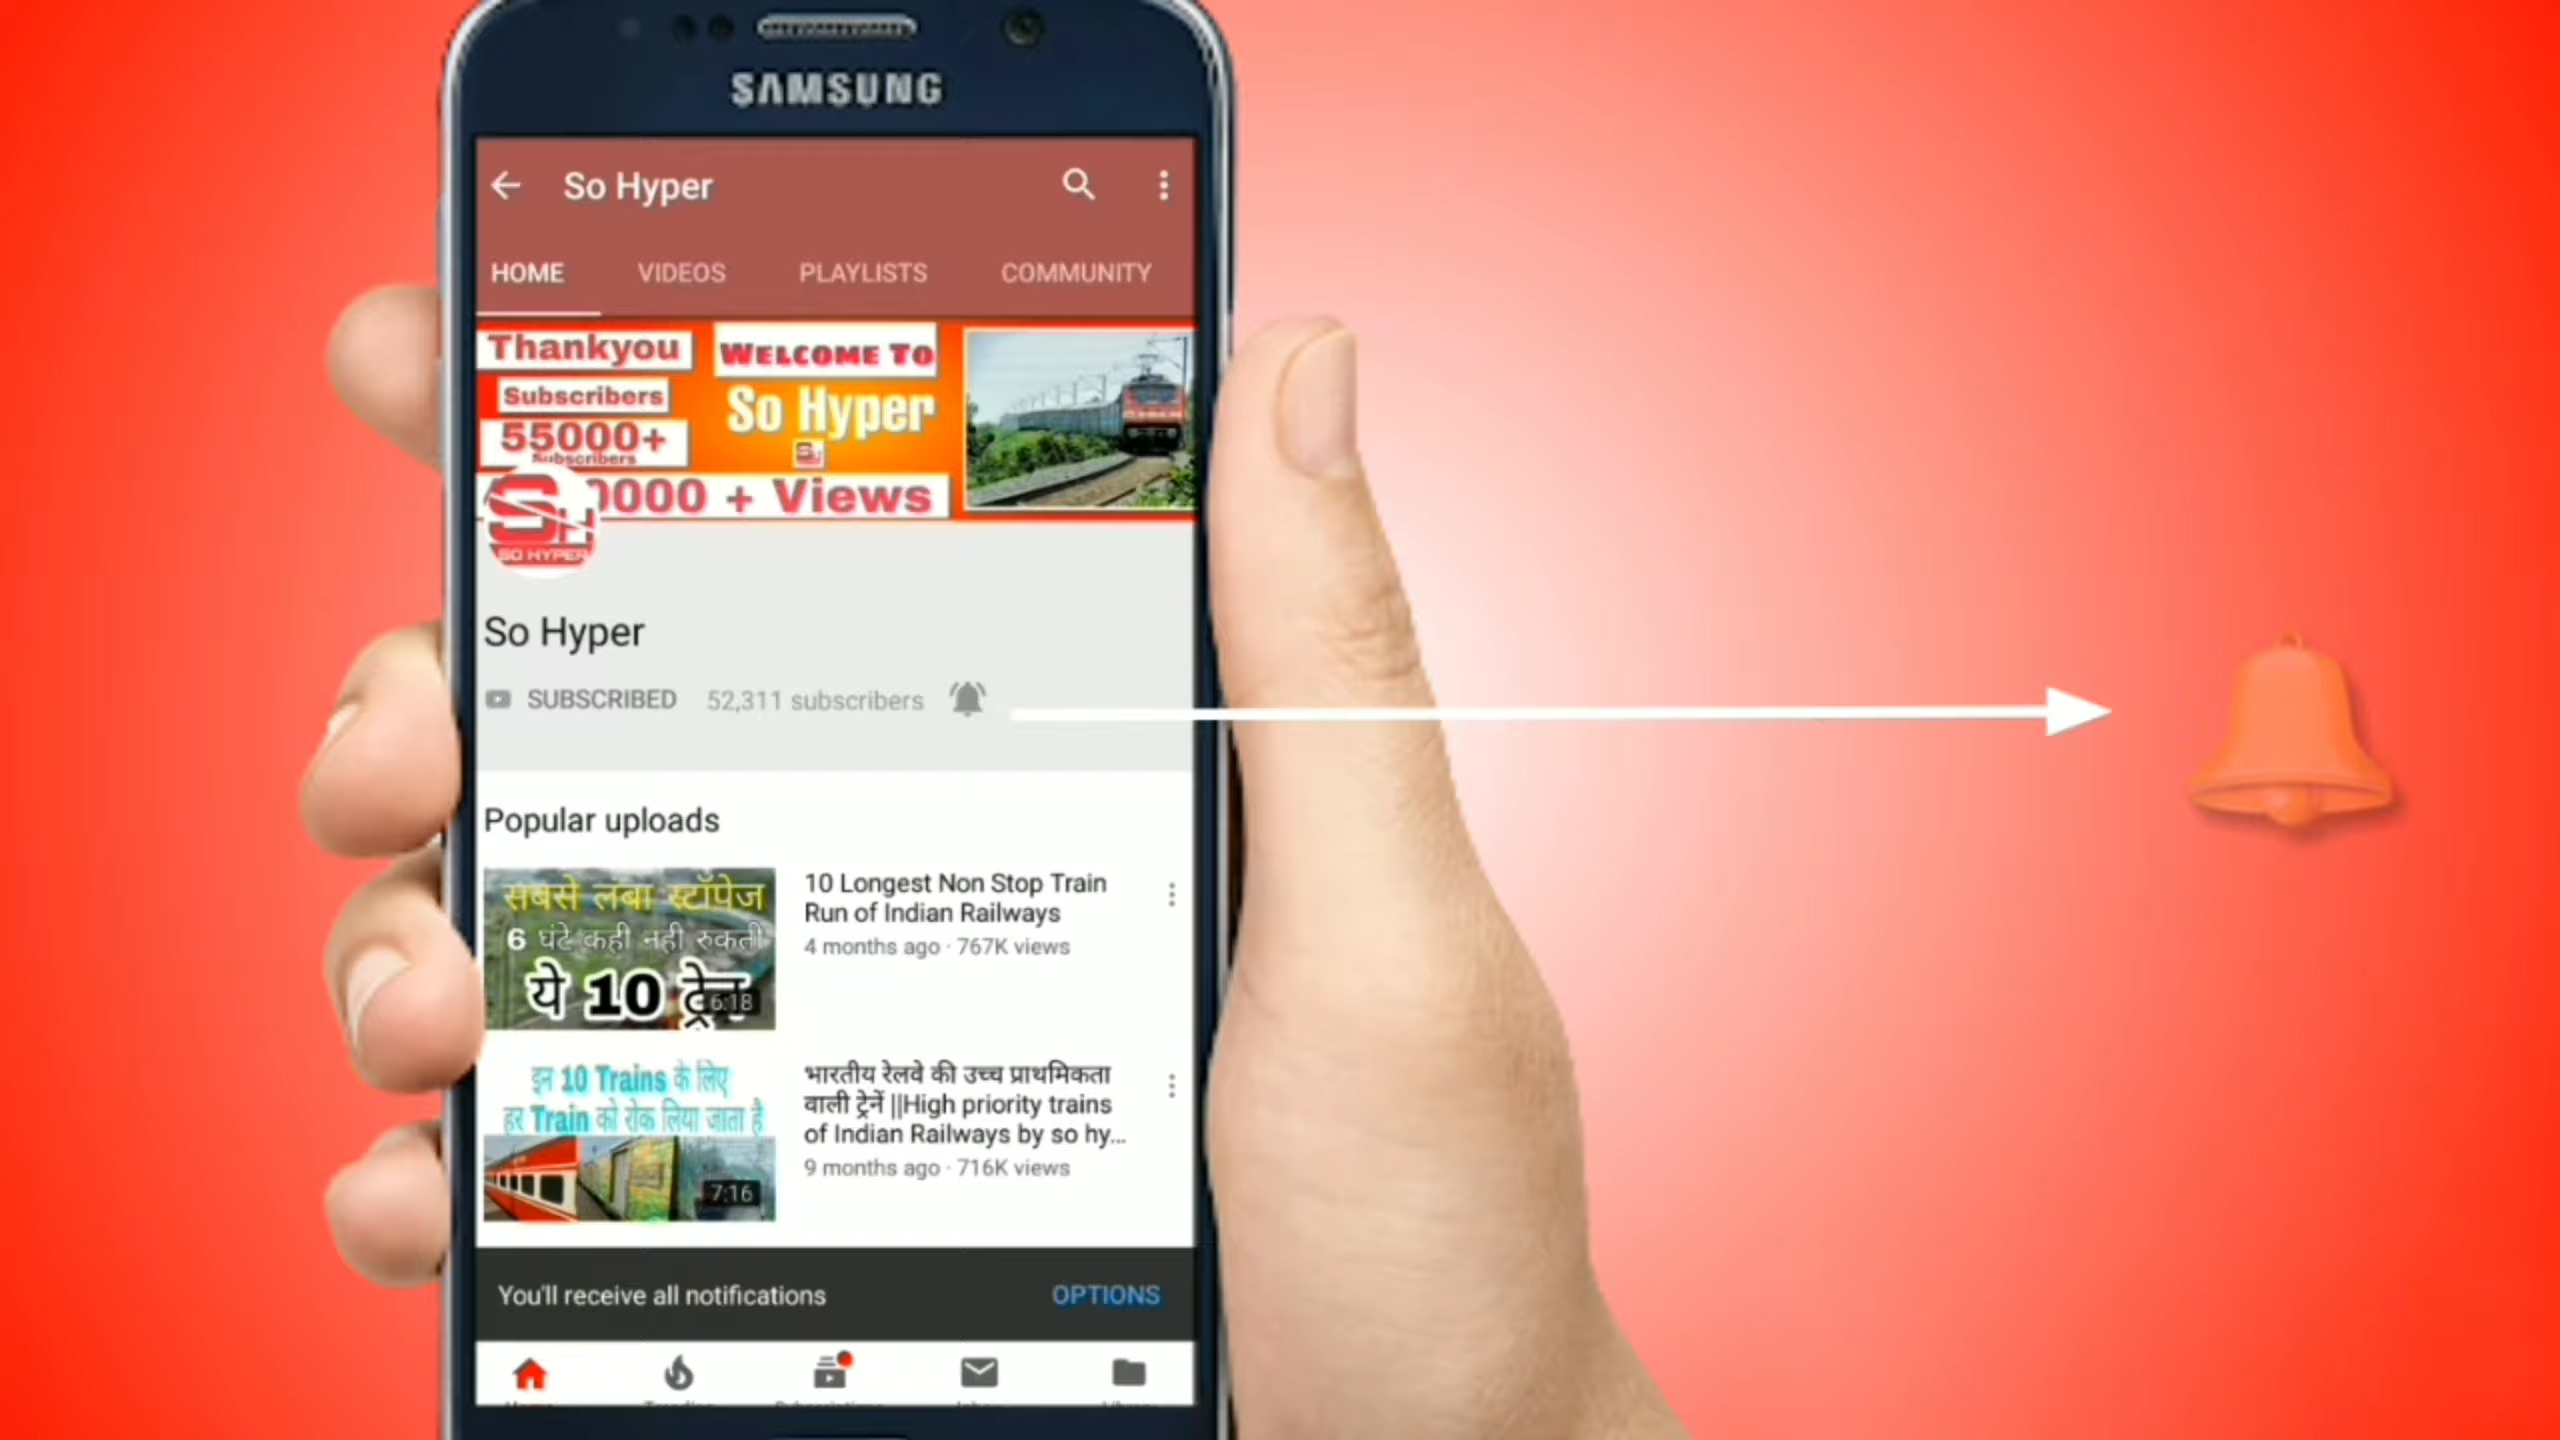 SAMSUNG
So Hyper
HOME VIDEOS PLAYLISTS COMMUNITY
Thankyou
Subscribers
55000+
Subscribers
WELCOME TO
So Hyper
SH
0000 + Views
SH
SO HYPER
So Hyper
SUBSCRIBED 52,311 subscribers
Popular uploads
सबसे लंबा स्टॉपेज
6 घंटे कही नही रुकती
ये 10 ट्रेन
6:18
10 Longest Non Stop Train
Run of Indian Railways
4 months ago · 767K views
इन 10 Trains के लिए
हर Train को रोक लिया जाता है
7:16
भारतीय रेलवे की उच्च प्राथमिकता
वाली ट्रेनें ||High priority trains
of Indian Railways by so hy...
9 months ago · 716K views
You'll receive all notifications OPTIONS